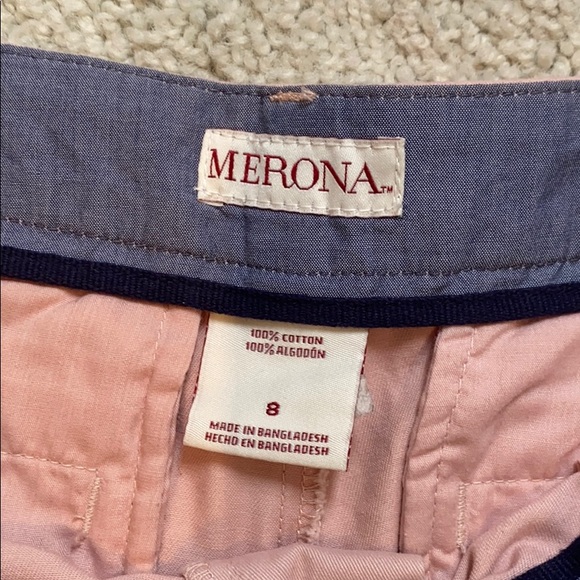 MERONA™
100% COTTON
100% ALGODÓN
8
MADE IN BANGLADESH
HECHO EN BANGLADESH